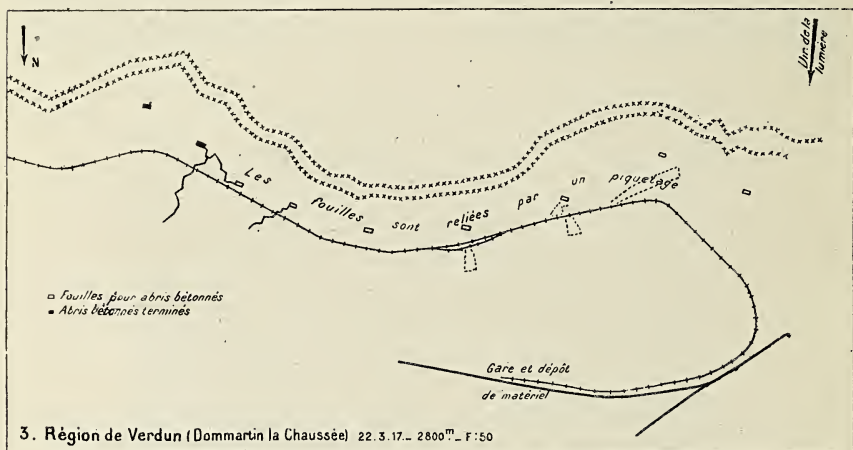 N
Dir. de la
lumière
Les fouilles sont reliées par un piquetage
▫ Fouilles pour abris bétonnés
▪ Abris bétonnés terminés
Gare et dépôt
de matériel
3. Région de Verdun (Dommartin la Chaussée) 22.3.17._ 2800m._ F:50